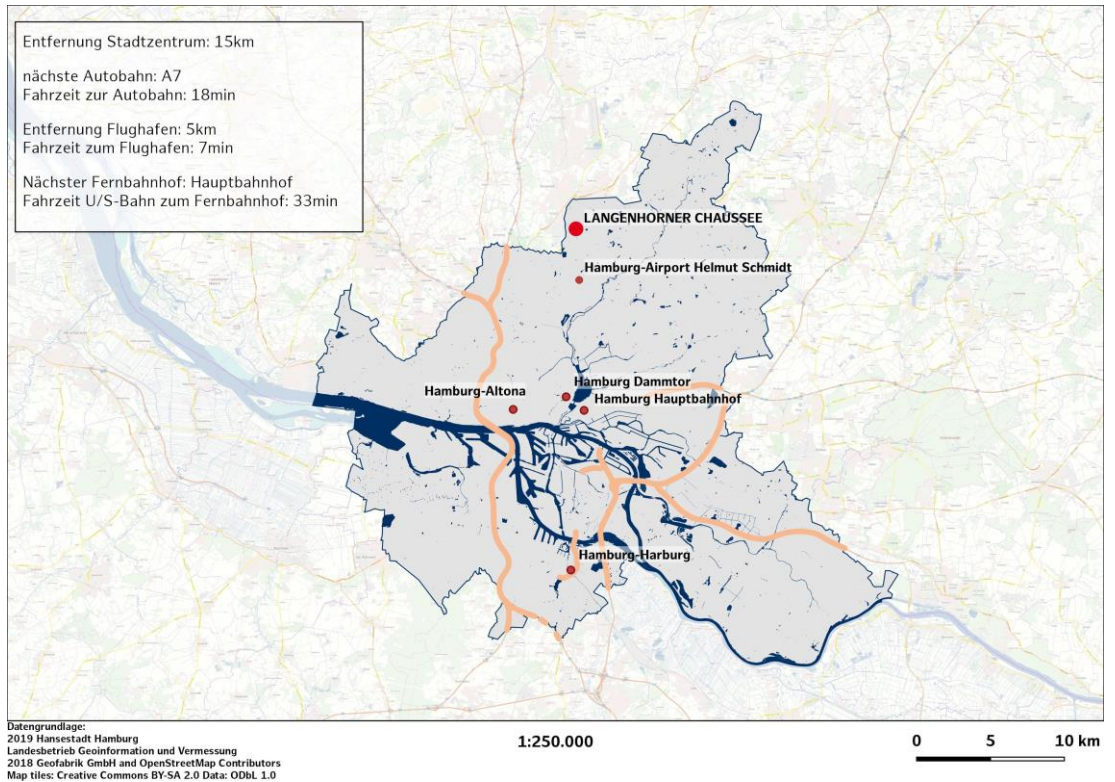 Entfernung Stadtzentrum: 15km
nächste Autobahn: A7
Fahrzeit zur Autobahn: 18min
Entfernung Flughafen: 5km
Fahrzeit zum Flughafen: 7min
Nächster Fernbahnhof: Hauptbahnhof
Fahrzeit U/S-Bahn zum Fernbahnhof: 33min
LANGENHORNER CHAUSSEE
Hamburg-Airport Helmut Schmidt
Hamburg Dammtor
Hamburg-Altona
Hamburg Hauptbahnhof
Hamburg-Harburg
Datengrundlage:
2019 Hansestadt Hamburg
Landesbetrieb Geoinformation und Vermessung
2018 Geofabrik GmbH and OpenStreetMap Contributors
Map tiles: Creative Commons BY-SA 2.0 Data: ODbL 1.0
1:250.000
0 5 10 km